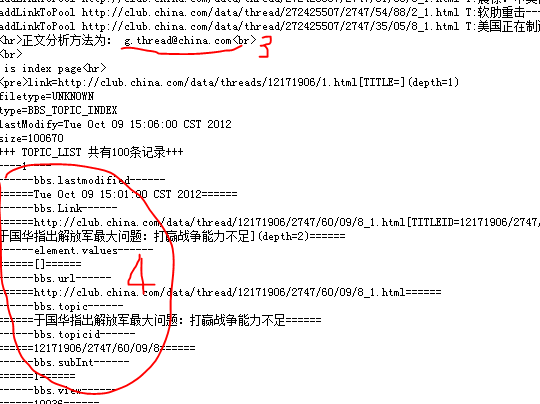 addLinkToPool http://club.china.com/data/thread/272425507/2747/54/88/2_1.html T:软肋重击---
addLinkToPool http://club.china.com/data/thread/272425507/2747/35/05/8_1.html T:美国正在制
<hr>正文分析方法为: g.thread@china.com<br>
3
<br>
is index page<hr>
<pre>link=http://club.china.com/data/threads/12171906/1.html[TITLE=](depth=1)
filetype=UNKNOWN
type=BBS_TOPIC_INDEX
lastModify=Tue Oct 09 15:06:00 CST 2012
size=100670
+++ TOPIC_LIST 共有100条记录+++
----1----
------bbs.lastmodified------
======Tue Oct 09 15:01:00 CST 2012======
------bbs.Link------
======http://club.china.com/data/thread/12171906/2747/60/09/8_1.html[TITLEID=12171906/2747,
于国华指出解放军最大问题：打赢战争能力不足](depth=2)======
------element.values------
======[]======
4
------bbs.url------
======http://club.china.com/data/thread/12171906/2747/60/09/8_1.html======
------bbs.topic------
======于国华指出解放军最大问题：打赢战争能力不足======
------bbs.topicid------
======12171906/2747/60/09/8======
------bbs.subInt------
======1======
------bbs.view------